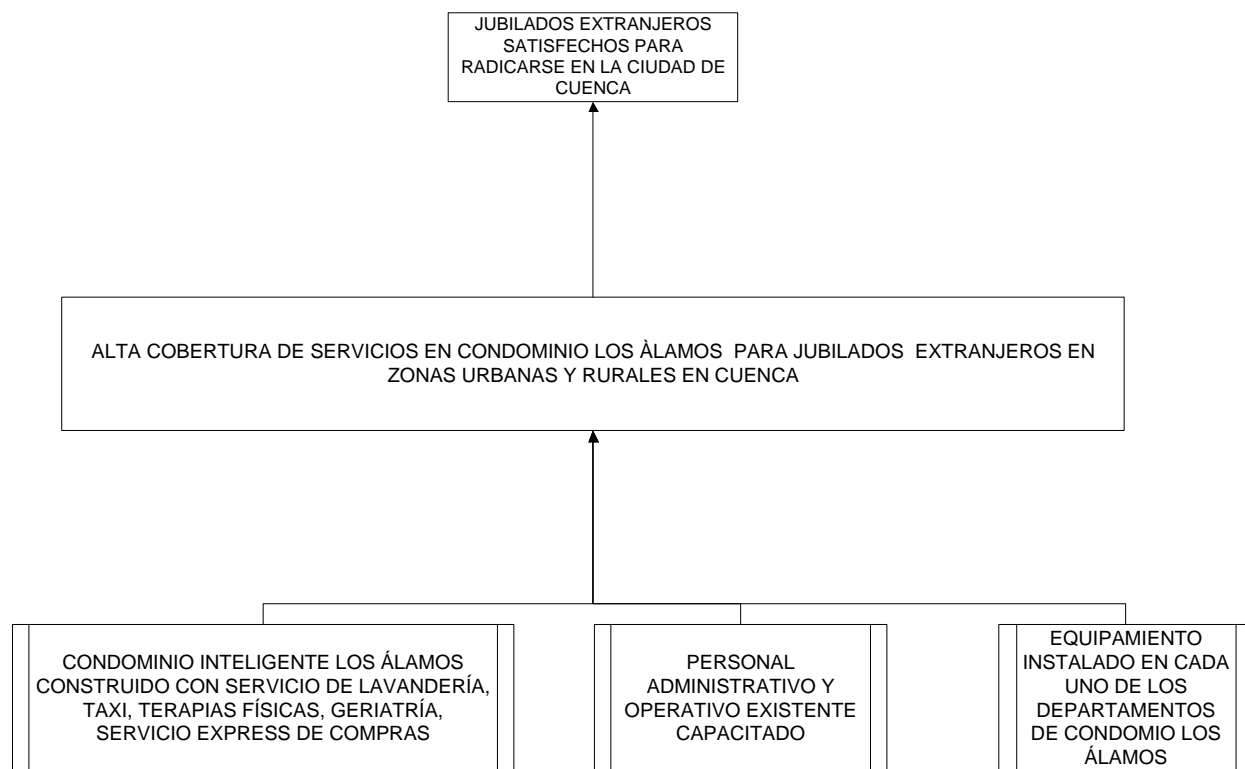 JUBILADOS EXTRANJEROS
SATISFECHOS PARA
RADICARSE EN LA CIUDAD DE
CUENCA
ALTA COBERTURA DE SERVICIOS EN CONDOMINIO LOS ÀLAMOS PARA JUBILADOS EXTRANJEROS EN
ZONAS URBANAS Y RURALES EN CUENCA
CONDOMINIO INTELIGENTE LOS ÁLAMOS
CONSTRUIDO CON SERVICIO DE LAVANDERÍA,
TAXI, TERAPIAS FÍSICAS, GERIATRÍA,
SERVICIO EXPRESS DE COMPRAS
PERSONAL
ADMINISTRATIVO Y
OPERATIVO EXISTENTE
CAPACITADO
EQUIPAMIENTO
INSTALADO EN CADA
UNO DE LOS
DEPARTAMENTOS
DE CONDOMIO LOS
ÁLAMOS